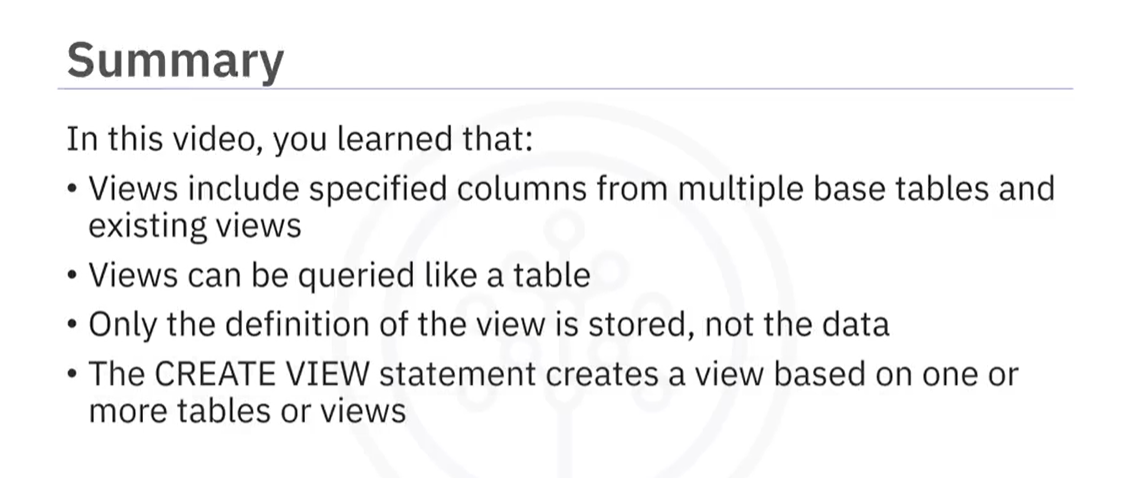 Summary
In this video, you learned that:
• Views include specified columns from multiple base tables and
existing views
• Views can be queried like a table
• Only the definition of the view is stored, not the data
• The CREATE VIEW statement creates a view based on one or
more tables or views